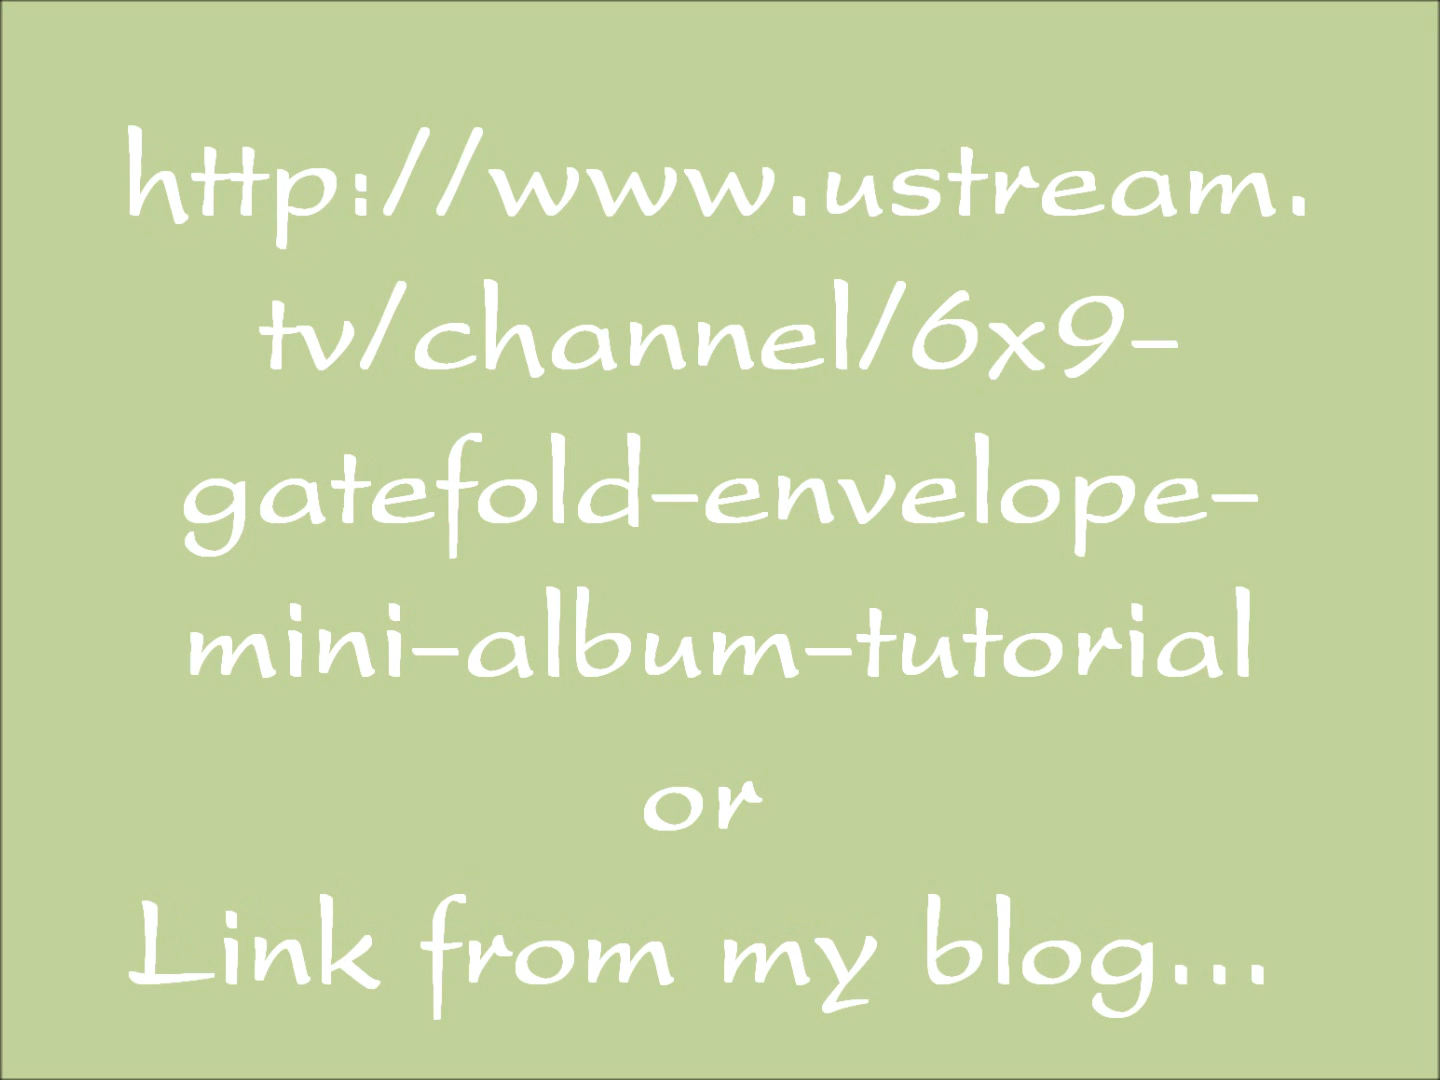 http://www.ustream.
tv/channel/6x9-
gatefold-envelope-
mini-album-tutorial
or
Link from my blog...